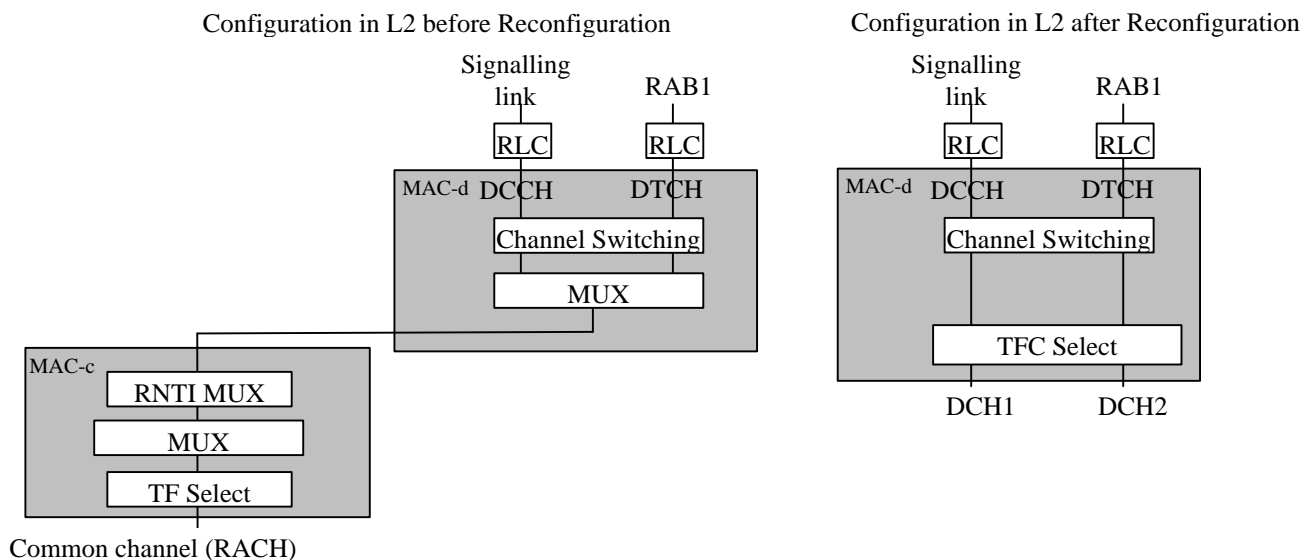 Configuration in L2 before Reconfiguration
Signalling
link
RAB1
RLC
RLC
MAC-d
DCCH
DTCH
Channel Switching
MUX
MAC-c
RNTI MUX
MUX
TF Select
Common channel (RACH)
Configuration in L2 after Reconfiguration
Signalling
link
RAB1
RLC
RLC
MAC-d
DCCH
DTCH
Channel Switching
TFC Select
DCH1
DCH2